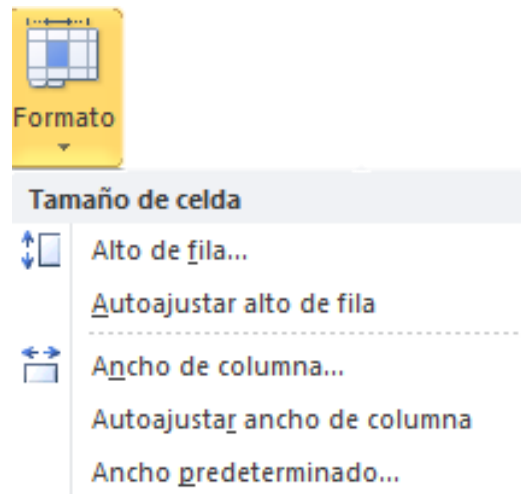 Formato
Tamaño de celda
Alto de fila...
Autoajustar alto de fila
Ancho de columna...
Autoajustar ancho de columna
Ancho predeterminado...